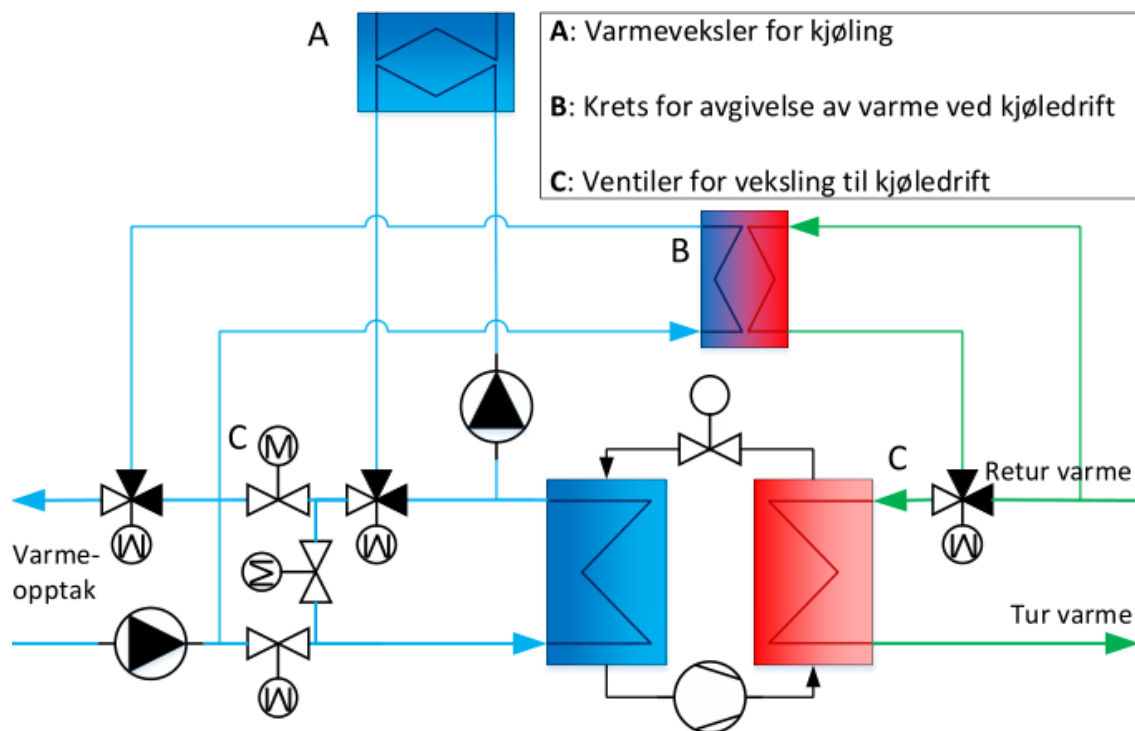 A
A: Varmeveksler for kjøling
B: Krets for avgivelse av varme ved kjøledrift
C: Ventiler for veksling til kjøledrift
B
C
M
C
Retur varme
M
M
M
Varme-
opptak
M
Tur varme
M